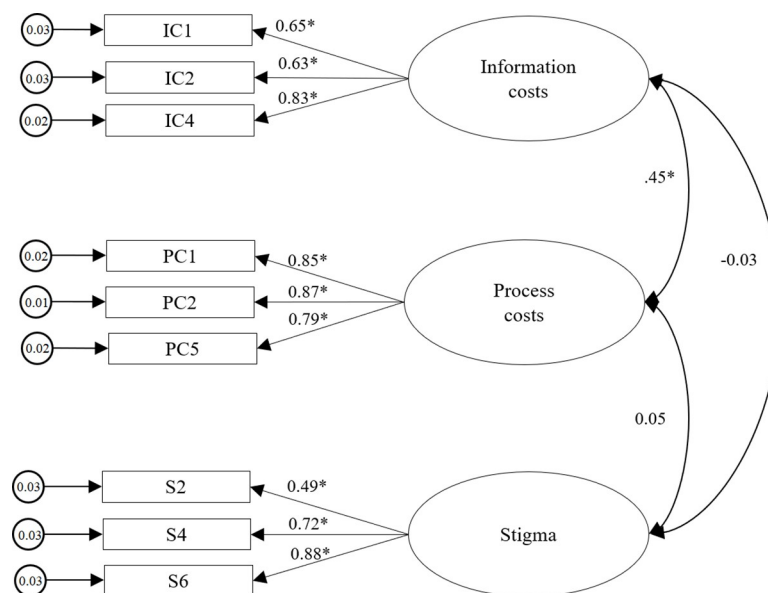 0.03 IC1 0.65*
0.03 IC2 0.63*
0.02 IC4 0.83*
Information
costs
.45*
-0.03
0.02 PC1 0.85*
0.01 PC2 0.87*
0.02 PC5 0.79*
Process
costs
0.05
0.03 S2 0.49*
0.03 S4 0.72*
0.03 S6 0.88*
Stigma